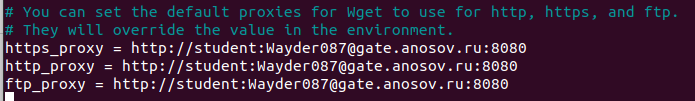 # You can set the default proxies for Wget to use for http, https, and ftp.
# They will override the value in the environment.
https_proxy = http://student:Wayder087@gate.anosov.ru:8080
http_proxy = http://student:Wayder087@gate.anosov.ru:8080
ftp_proxy = http://student:Wayder087@gate.anosov.ru:8080